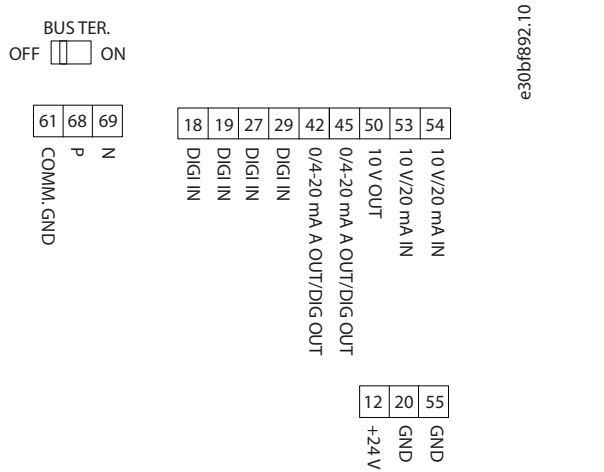 BUS TER.
OFF ON
e30bf892.10
61 68 69
COMM. GND
P
N
18 19 27 29 42 45 50 53 54
DIGI IN
DIGI IN
DIGI IN
DIGI IN
0/4-20 mA A OUT/DIG OUT
0/4-20 mA A OUT/DIG OUT
10 V OUT
10 V/20 mA IN
10 V/20 mA IN
12 20 55
+24 V
GND
GND